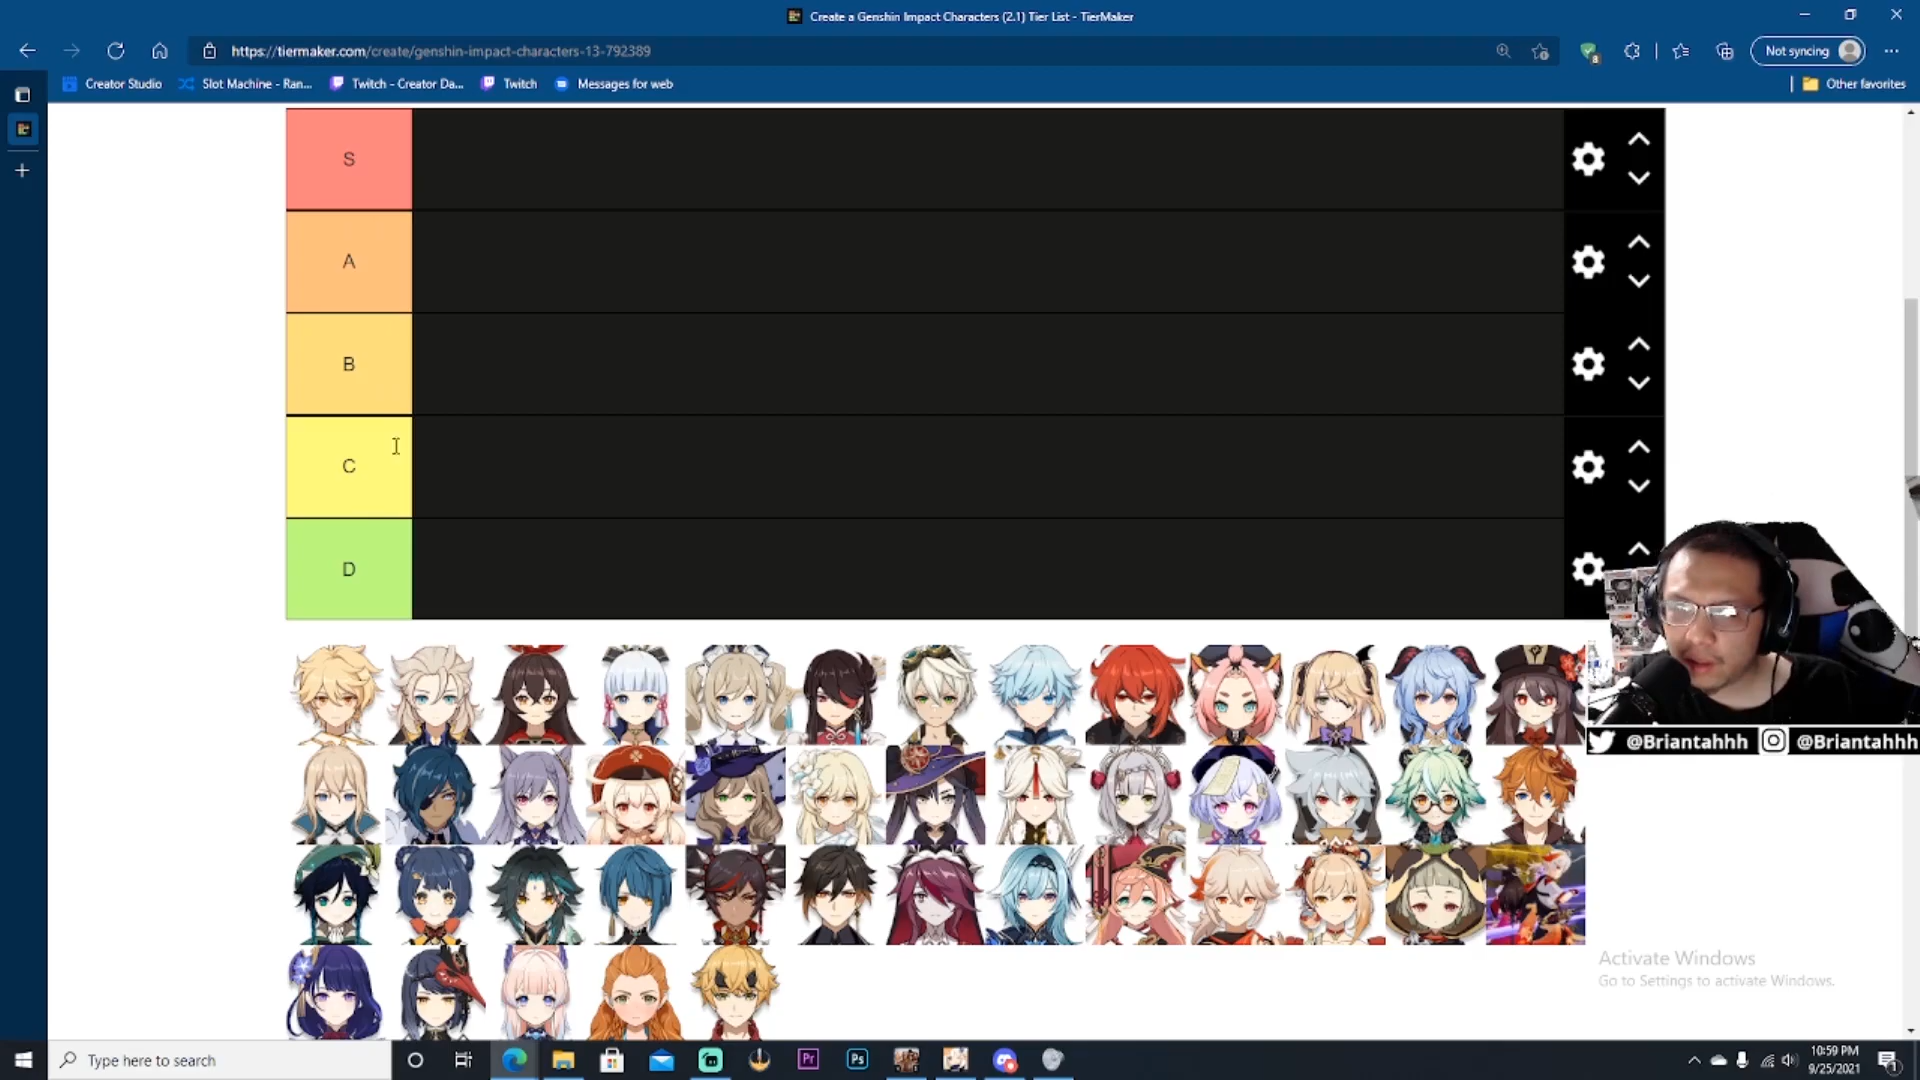 Create a Genshin Impact Characters (2.1) Tier List - TierMaker
https://tiermaker.com/create/genshin-impact-characters-13-792389
Not syncing
Creator Studio
Slot Machine - Ran...
Twitch - Creator Da...
Twitch
Messages for web
Other favorites
S
A
B
C
D
@Briantahhh @Briantahhh
Activate Windows
Go to Settings to activate Windows.
Type here to search
Pr
Ps
10:59 PM
9/25/2021